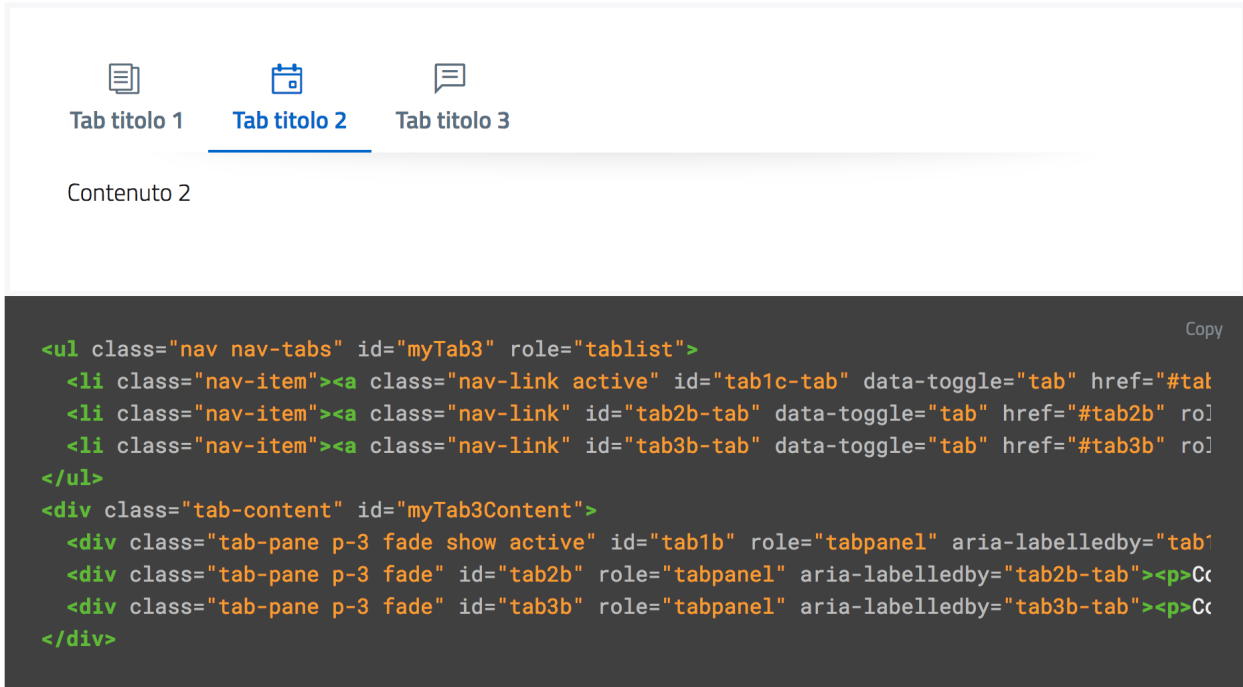 Tab titolo 1 Tab titolo 2 Tab titolo 3
Contenuto 2
Copy
<ul class="nav nav-tabs" id="myTab3" role="tablist">
  <li class="nav-item"><a class="nav-link active" id="tab1c-tab" data-toggle="tab" href="#tab
  <li class="nav-item"><a class="nav-link" id="tab2b-tab" data-toggle="tab" href="#tab2b" rol
  <li class="nav-item"><a class="nav-link" id="tab3b-tab" data-toggle="tab" href="#tab3b" rol
</ul>
<div class="tab-content" id="myTab3Content">
  <div class="tab-pane p-3 fade show active" id="tab1b" role="tabpanel" aria-labelledby="tab1
  <div class="tab-pane p-3 fade" id="tab2b" role="tabpanel" aria-labelledby="tab2b-tab"><p>Co
  <div class="tab-pane p-3 fade" id="tab3b" role="tabpanel" aria-labelledby="tab3b-tab"><p>Co
</div>